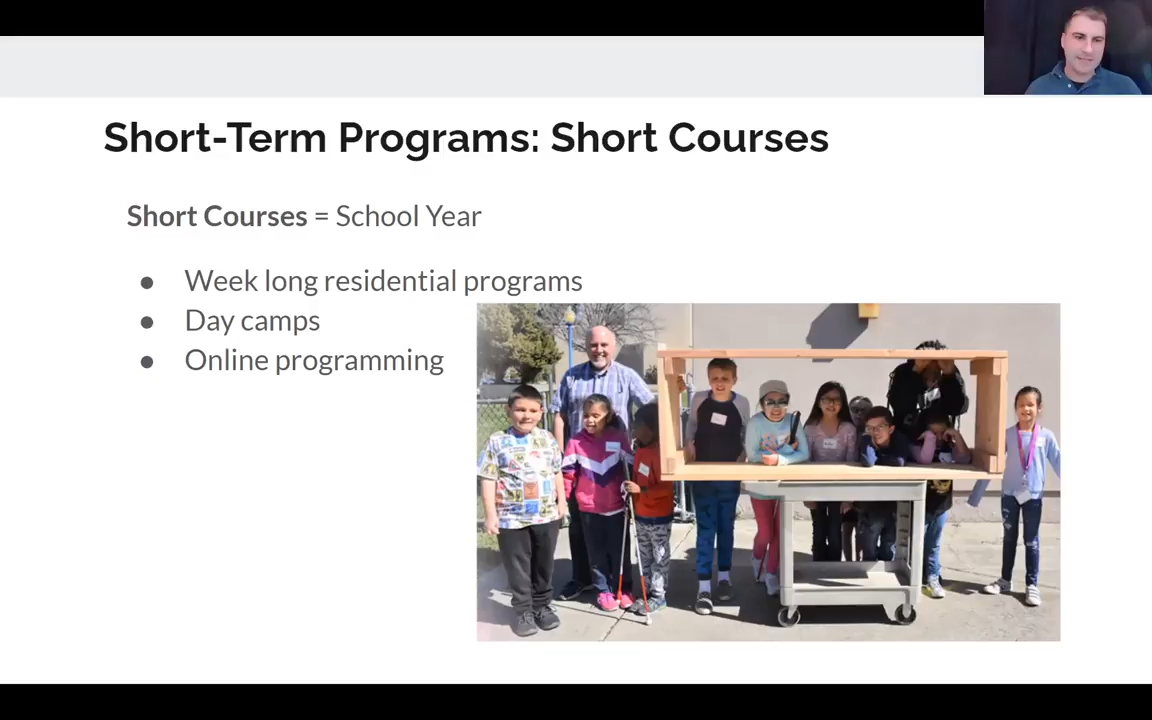 Short-Term Programs: Short Courses
Short Courses = School Year
● Week long residential programs
● Day camps
● Online programming